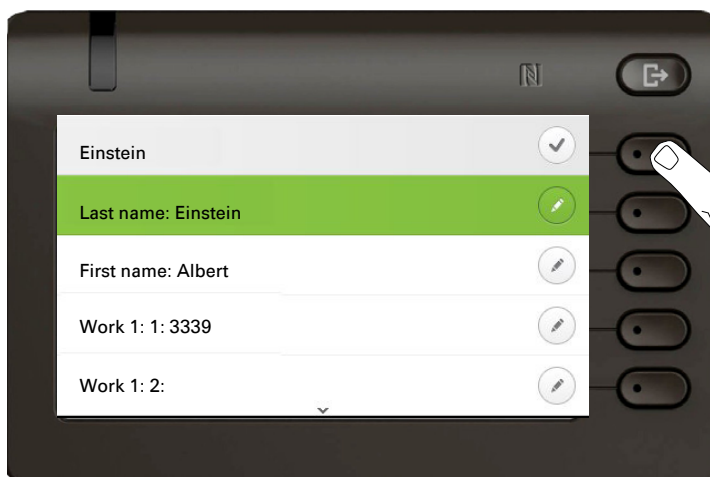 Einstein
Last name: Einstein
First name: Albert
Work 1: 1: 3339
Work 1: 2: